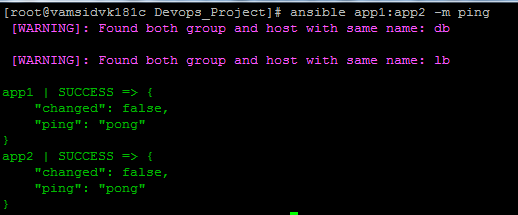 [root@vamsidvk181c Devops_Project]# ansible app1:app2 -m ping
[WARNING]: Found both group and host with same name: db
[WARNING]: Found both group and host with same name: lb
app1 | SUCCESS => {
    "changed": false,
    "ping": "pong"
}
app2 | SUCCESS => {
    "changed": false,
    "ping": "pong"
}